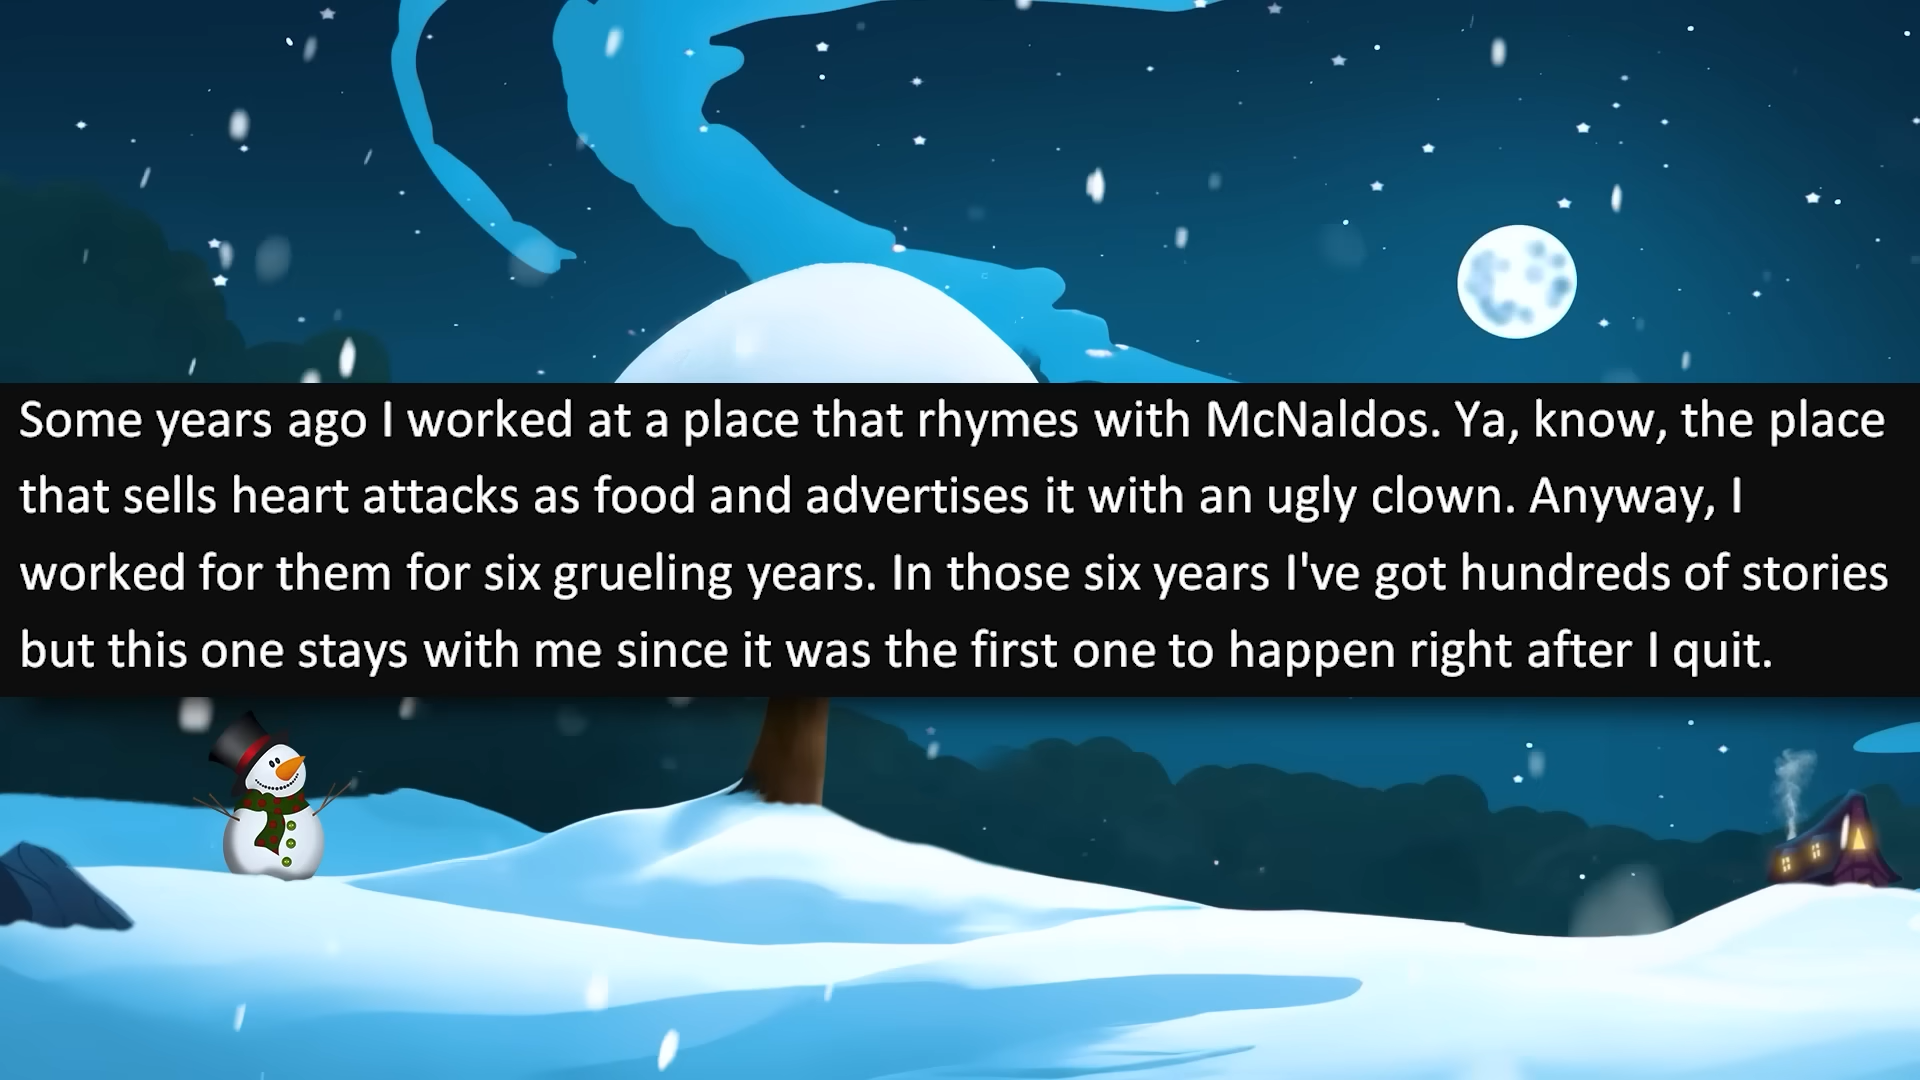 Some years ago I worked at a place that rhymes with McNaldos. Ya, know, the place
that sells heart attacks as food and advertises it with an ugly clown. Anyway, I
worked for them for six grueling years. In those six years I've got hundreds of stories
but this one stays with me since it was the first one to happen right after I quit.